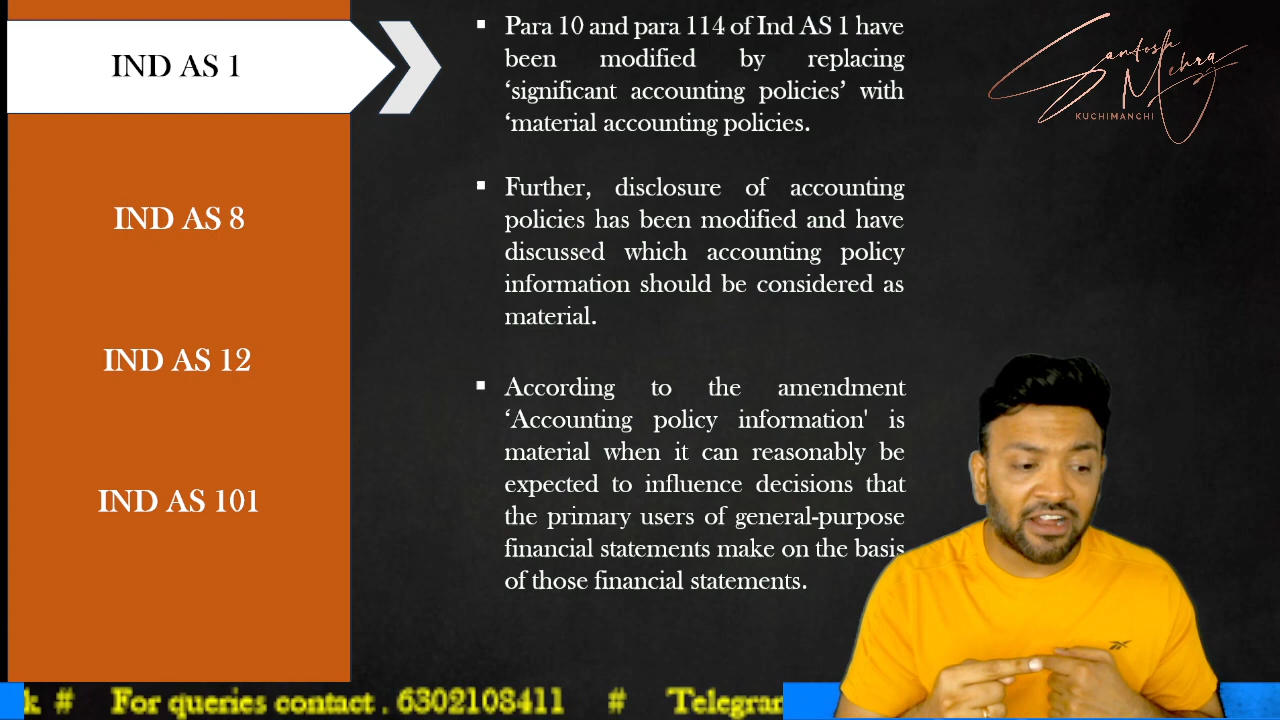 IND AS 1
IND AS 8
IND AS 12
IND AS 101
▪ Para 10 and para 114 of Ind AS 1 have
been modified by replacing
‘significant accounting policies’ with
‘material accounting policies.
▪ Further, disclosure of accounting
policies has been modified and have
discussed which accounting policy
information should be considered as
material.
▪ According to the amendment
‘Accounting policy information' is
material when it can reasonably be
expected to influence decisions that
the primary users of general-purpose
financial statements make on the basis
of those financial statements.
Santosh
Mehra
KUCHIMANCHI
k # For queries contact . 6302108411 # Telegram